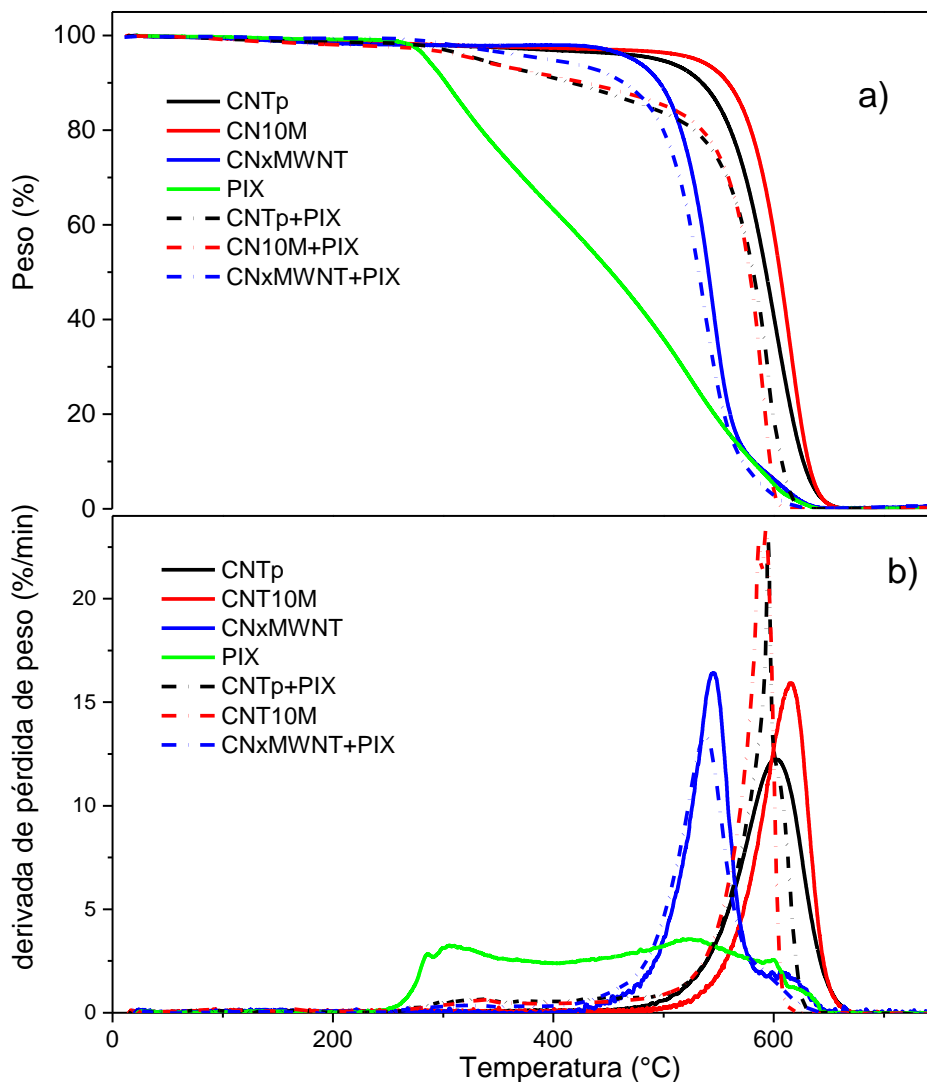 100
80
60
40
20
0
Peso (%)
a)
CNTp
CN10M
CNxMWNT
PIX
CNTp+PIX
CN10M+PIX
CNxMWNT+PIX
20
15
10
5
0
derivada de pérdida de peso (%/min)
b)
CNTp
CNT10M
CNxMWNT
PIX
CNTp+PIX
CNT10M
CNxMWNT+PIX
0
200
400
600
Temperatura (°C)